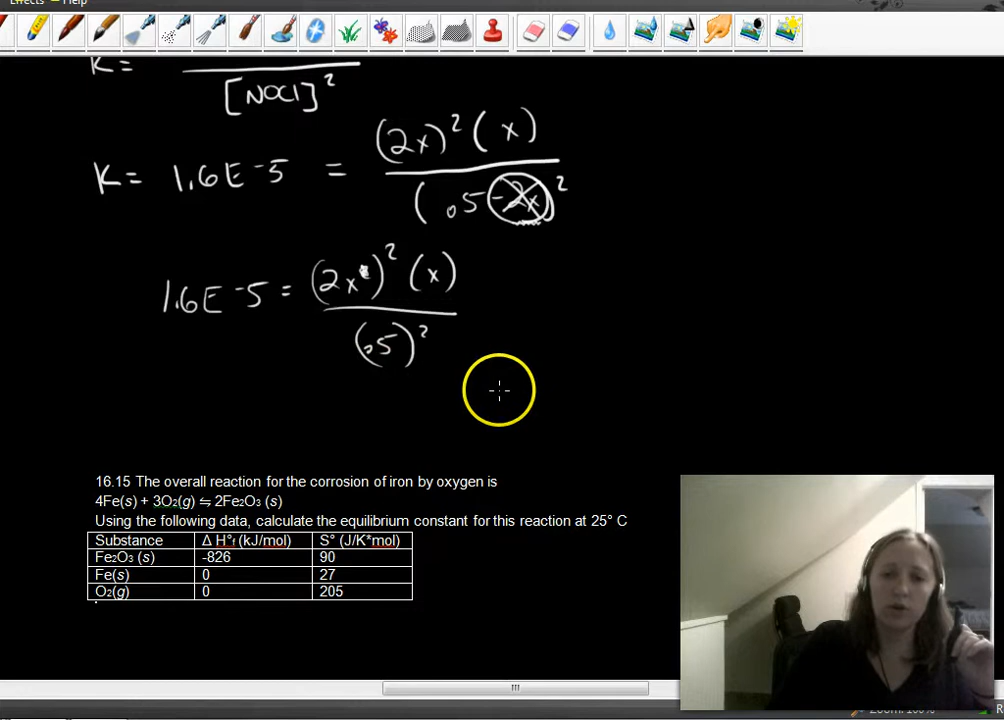 Effects Help
K =
[NOCl]²
K = 1.6E-5 = (2x)² (x)
(.05 -2x)²
1.6E-5 = (2x)² (x)
(.05)²
16.15 The overall reaction for the corrosion of iron by oxygen is
4Fe(s) + 3O₂(g) ⇋ 2Fe₂O₃ (s)
Using the following data, calculate the equilibrium constant for this reaction at 25° C
Substance Δ H°f (kJ/mol) S° (J/K*mol)
Fe₂O₃ (s) -826 90
Fe(s) 0 27
O₂(g) 0 205